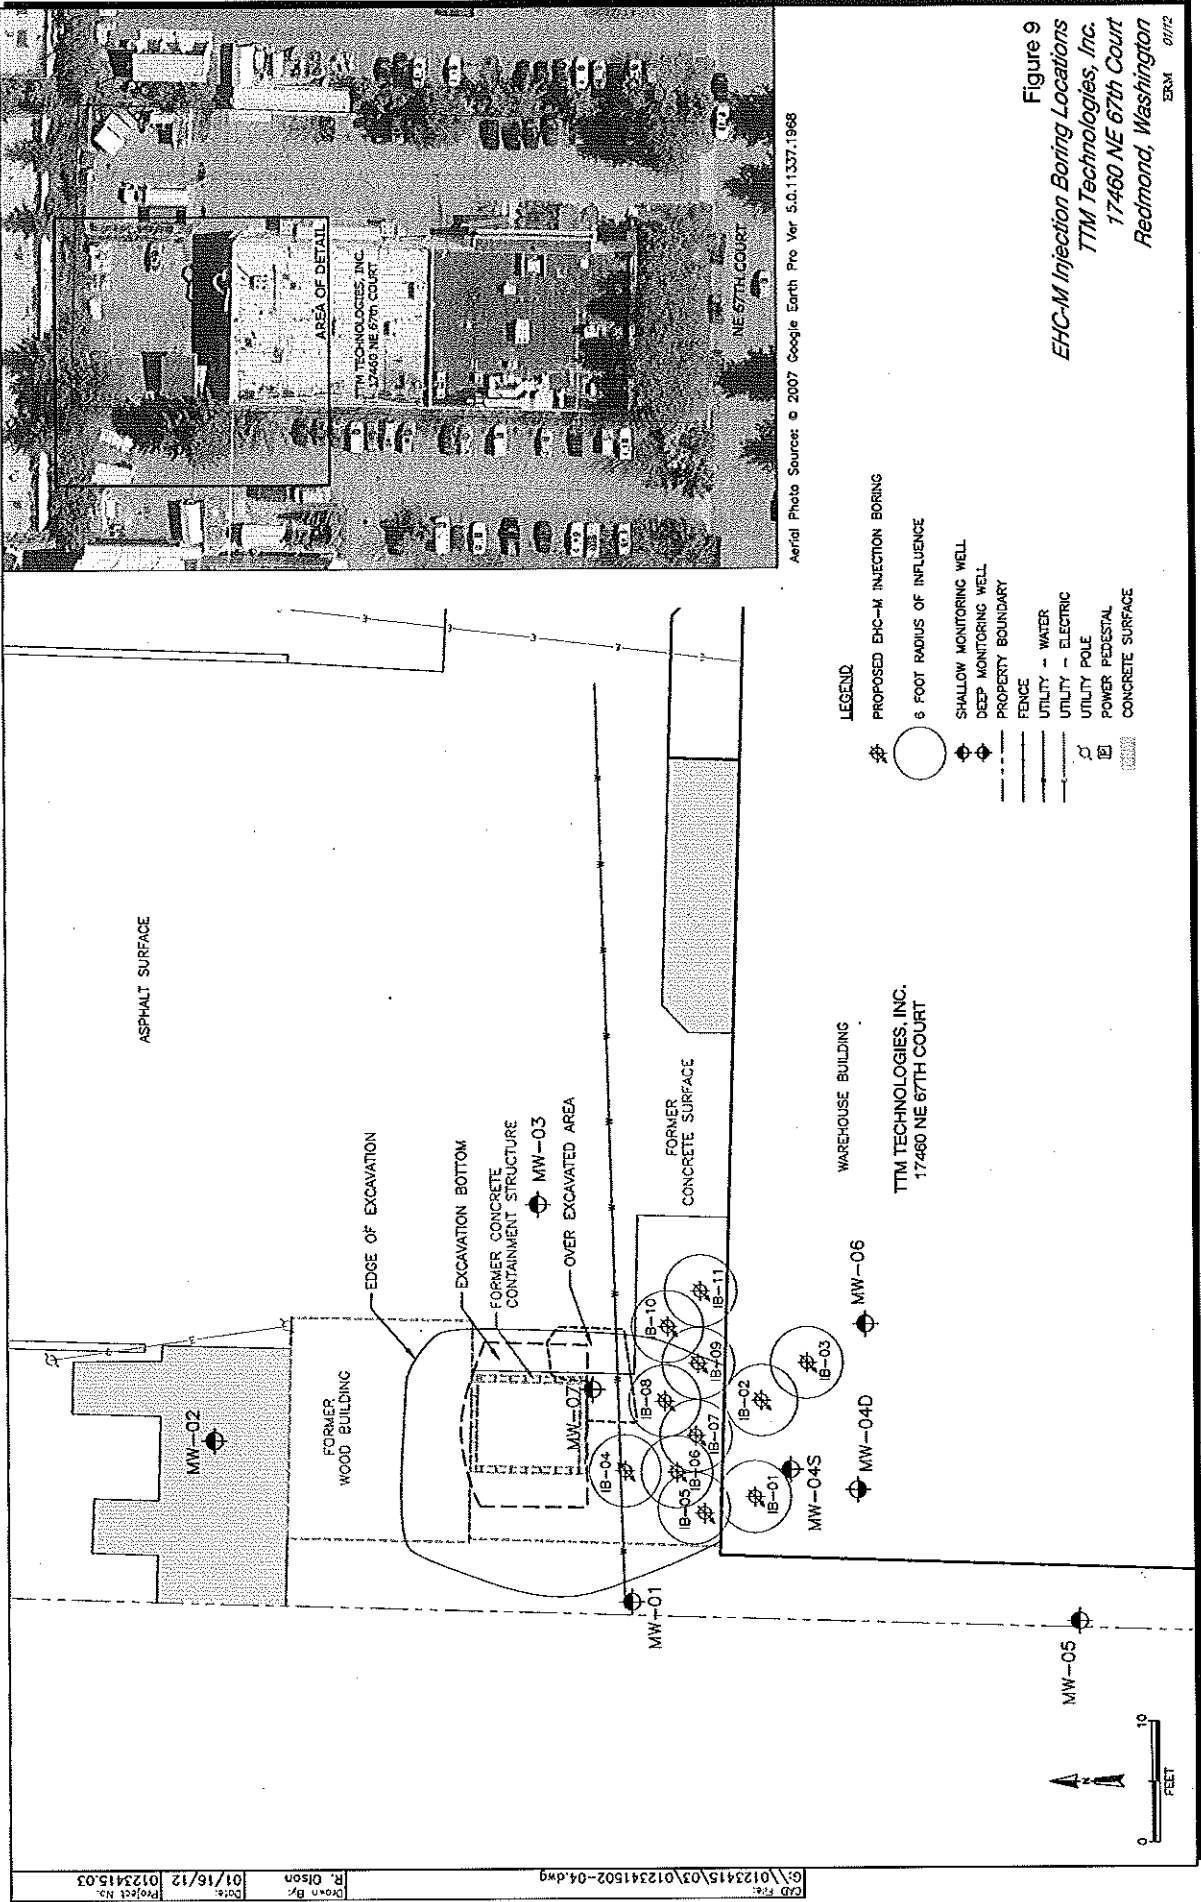 CAD File:
G:\\0123415\03\012341502-04.dwg
Drawn By:
R. Olson
Date:
01/16/12
Project No.
0123415.03
ASPHALT SURFACE
MW-02
FORMER
WOOD BUILDING
EDGE OF EXCAVATION
EXCAVATION BOTTOM
FORMER CONCRETE
CONTAINMENT STRUCTURE
MW-03
OVER EXCAVATED AREA
MW-07
MW-01
FORMER
CONCRETE SURFACE
IB-04
IB-05
IB-06
IB-07
IB-08
IB-09
IB-10
IB-11
IB-01
IB-02
IB-03
MW-04S
MW-04D
MW-06
MW-05
WAREHOUSE BUILDING
TTM TECHNOLOGIES, INC.
17460 NE 67TH COURT
0
10
FEET
N
AREA OF DETAIL
TTM TECHNOLOGIES, INC.
17460 NE 67th COURT
NE 67TH COURT
Aerial Photo Source: © 2007 Google Earth Pro Ver 5.0.11337.1968
LEGEND
PROPOSED EHC-M INJECTION BORING
6 FOOT RADIUS OF INFLUENCE
SHALLOW MONITORING WELL
DEEP MONITORING WELL
PROPERTY BOUNDARY
FENCE
UTILITY - WATER
UTILITY - ELECTRIC
UTILITY POLE
POWER PEDESTAL
CONCRETE SURFACE
Figure 9
EHC-M Injection Boring Locations
TTM Technologies, Inc.
17460 NE 67th Court
Redmond, Washington
ERM 01/12